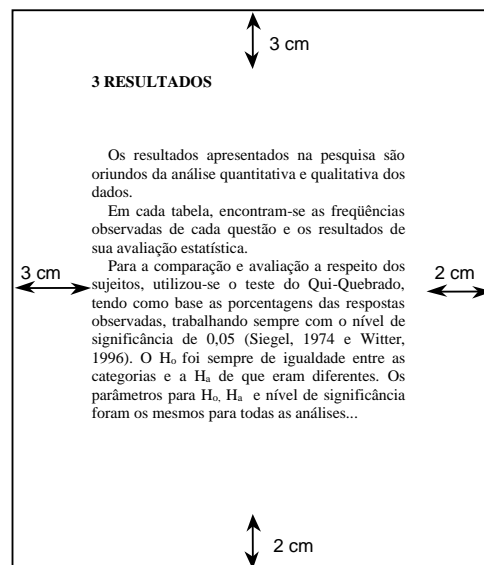 3 cm
3 RESULTADOS
Os resultados apresentados na pesquisa são
oriundos da análise quantitativa e qualitativa dos
dados.
Em cada tabela, encontram-se as freqüências
observadas de cada questão e os resultados de
sua avaliação estatística.
Para a comparação e avaliação a respeito dos
sujeitos, utilizou-se o teste do Qui-Quebrado,
tendo como base as porcentagens das respostas
observadas, trabalhando sempre com o nível de
significância de 0,05 (Siegel, 1974 e Witter,
1996). O Ho foi sempre de igualdade entre as
categorias e a Ha de que eram diferentes. Os
parâmetros para Ho, Ha e nível de significância
foram os mesmos para todas as análises...
3 cm
2 cm
2 cm